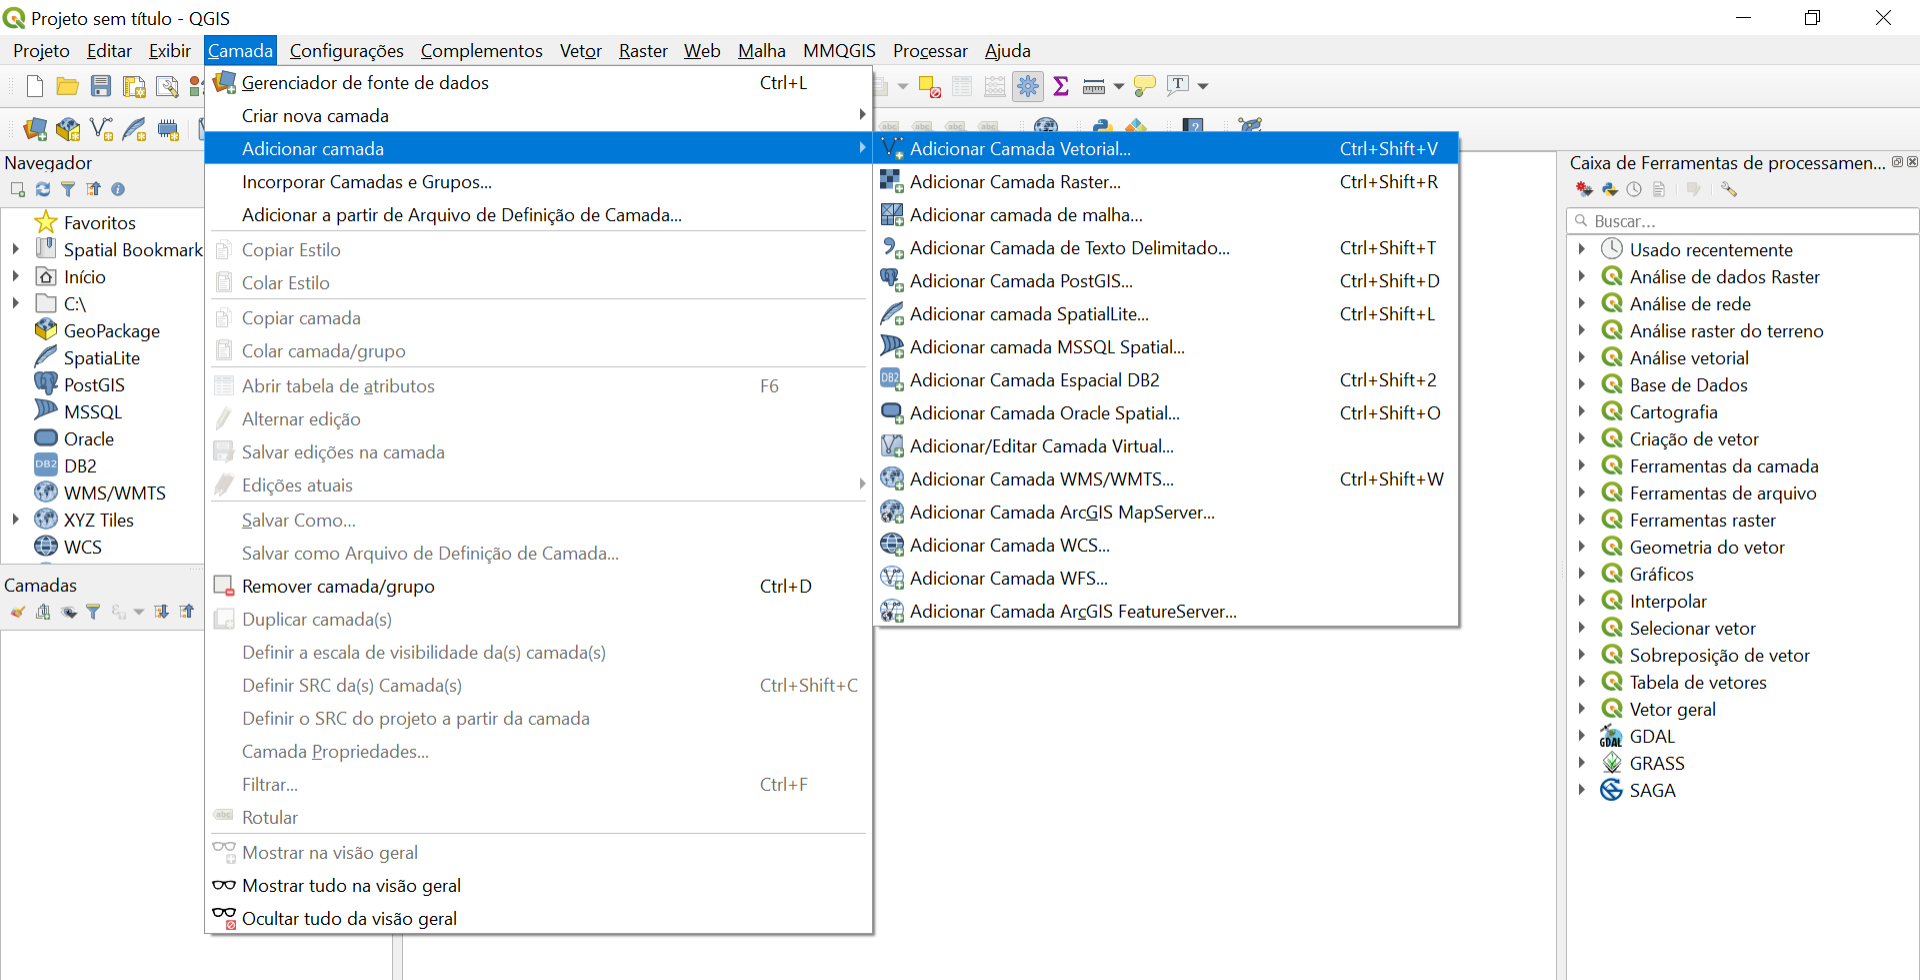 Projeto sem título - QGIS
Projeto Editar Exibir Camada Configurações Complementos Vetor Raster Web Malha MMQGIS Processar Ajuda
Gerenciador de fonte de dados Ctrl+L
Criar nova camada
Adicionar camada
Incorporar Camadas e Grupos...
Adicionar a partir de Arquivo de Definição de Camada...
Copiar Estilo
Colar Estilo
Copiar camada
Colar camada/grupo
Abrir tabela de atributos F6
Alternar edição
Salvar edições na camada
Edições atuais
Salvar Como...
Salvar como Arquivo de Definição de Camada...
Remover camada/grupo Ctrl+D
Duplicar camada(s)
Definir a escala de visibilidade da(s) camada(s)
Definir SRC da(s) Camada(s) Ctrl+Shift+C
Definir o SRC do projeto a partir da camada
Camada Propriedades...
Filtrar... Ctrl+F
abc Rotular
Mostrar na visão geral
Mostrar tudo na visão geral
Ocultar tudo da visão geral
Adicionar Camada Vetorial... Ctrl+Shift+V
Adicionar Camada Raster... Ctrl+Shift+R
Adicionar camada de malha...
Adicionar Camada de Texto Delimitado... Ctrl+Shift+T
Adicionar Camada PostGIS... Ctrl+Shift+D
Adicionar camada SpatialLite... Ctrl+Shift+L
Adicionar camada MSSQL Spatial...
DB2 Adicionar Camada Espacial DB2 Ctrl+Shift+2
Adicionar Camada Oracle Spatial... Ctrl+Shift+O
Adicionar/Editar Camada Virtual...
Adicionar Camada WMS/WMTS... Ctrl+Shift+W
Adicionar Camada ArcGIS MapServer...
Adicionar Camada WCS...
Adicionar Camada WFS...
Adicionar Camada ArcGIS FeatureServer...
Navegador
Favoritos
Spatial Bookmark
Início
C:\
GeoPackage
SpatiaLite
PostGIS
MSSQL
Oracle
DB2 DB2
WMS/WMTS
XYZ Tiles
WCS
Camadas
Caixa de Ferramentas de processamen...
Buscar...
Usado recentemente
Análise de dados Raster
Análise de rede
Análise raster do terreno
Análise vetorial
Base de Dados
Cartografia
Criação de vetor
Ferramentas da camada
Ferramentas de arquivo
Ferramentas raster
Geometria do vetor
Gráficos
Interpolar
Selecionar vetor
Sobreposição de vetor
Tabela de vetores
Vetor geral
GDAL GDAL
GRASS
SAGA